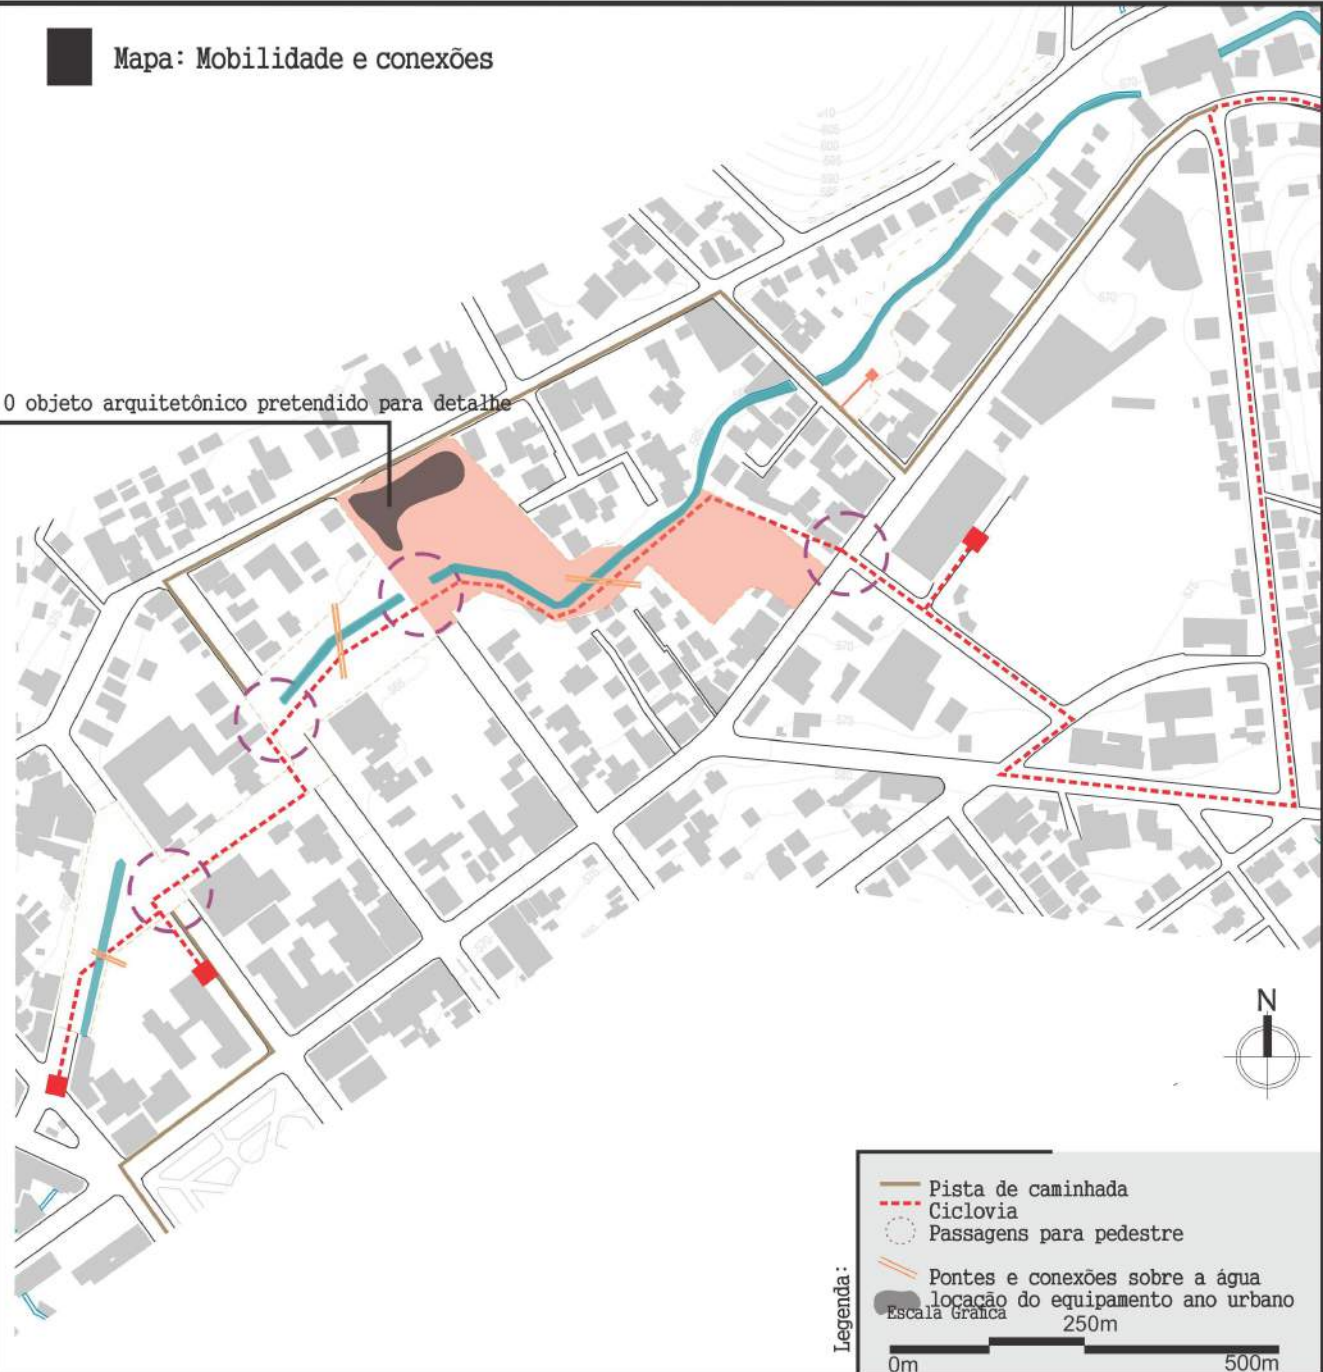 Mapa: Mobilidade e conexões
O objeto arquitetônico pretendido para detalhe
N
Legenda:
Pista de caminhada
Ciclovia
Passagens para pedestre
Pontes e conexões sobre a água
locação do equipamento ano urbano
Escala Gráfica
250m
0m
500m